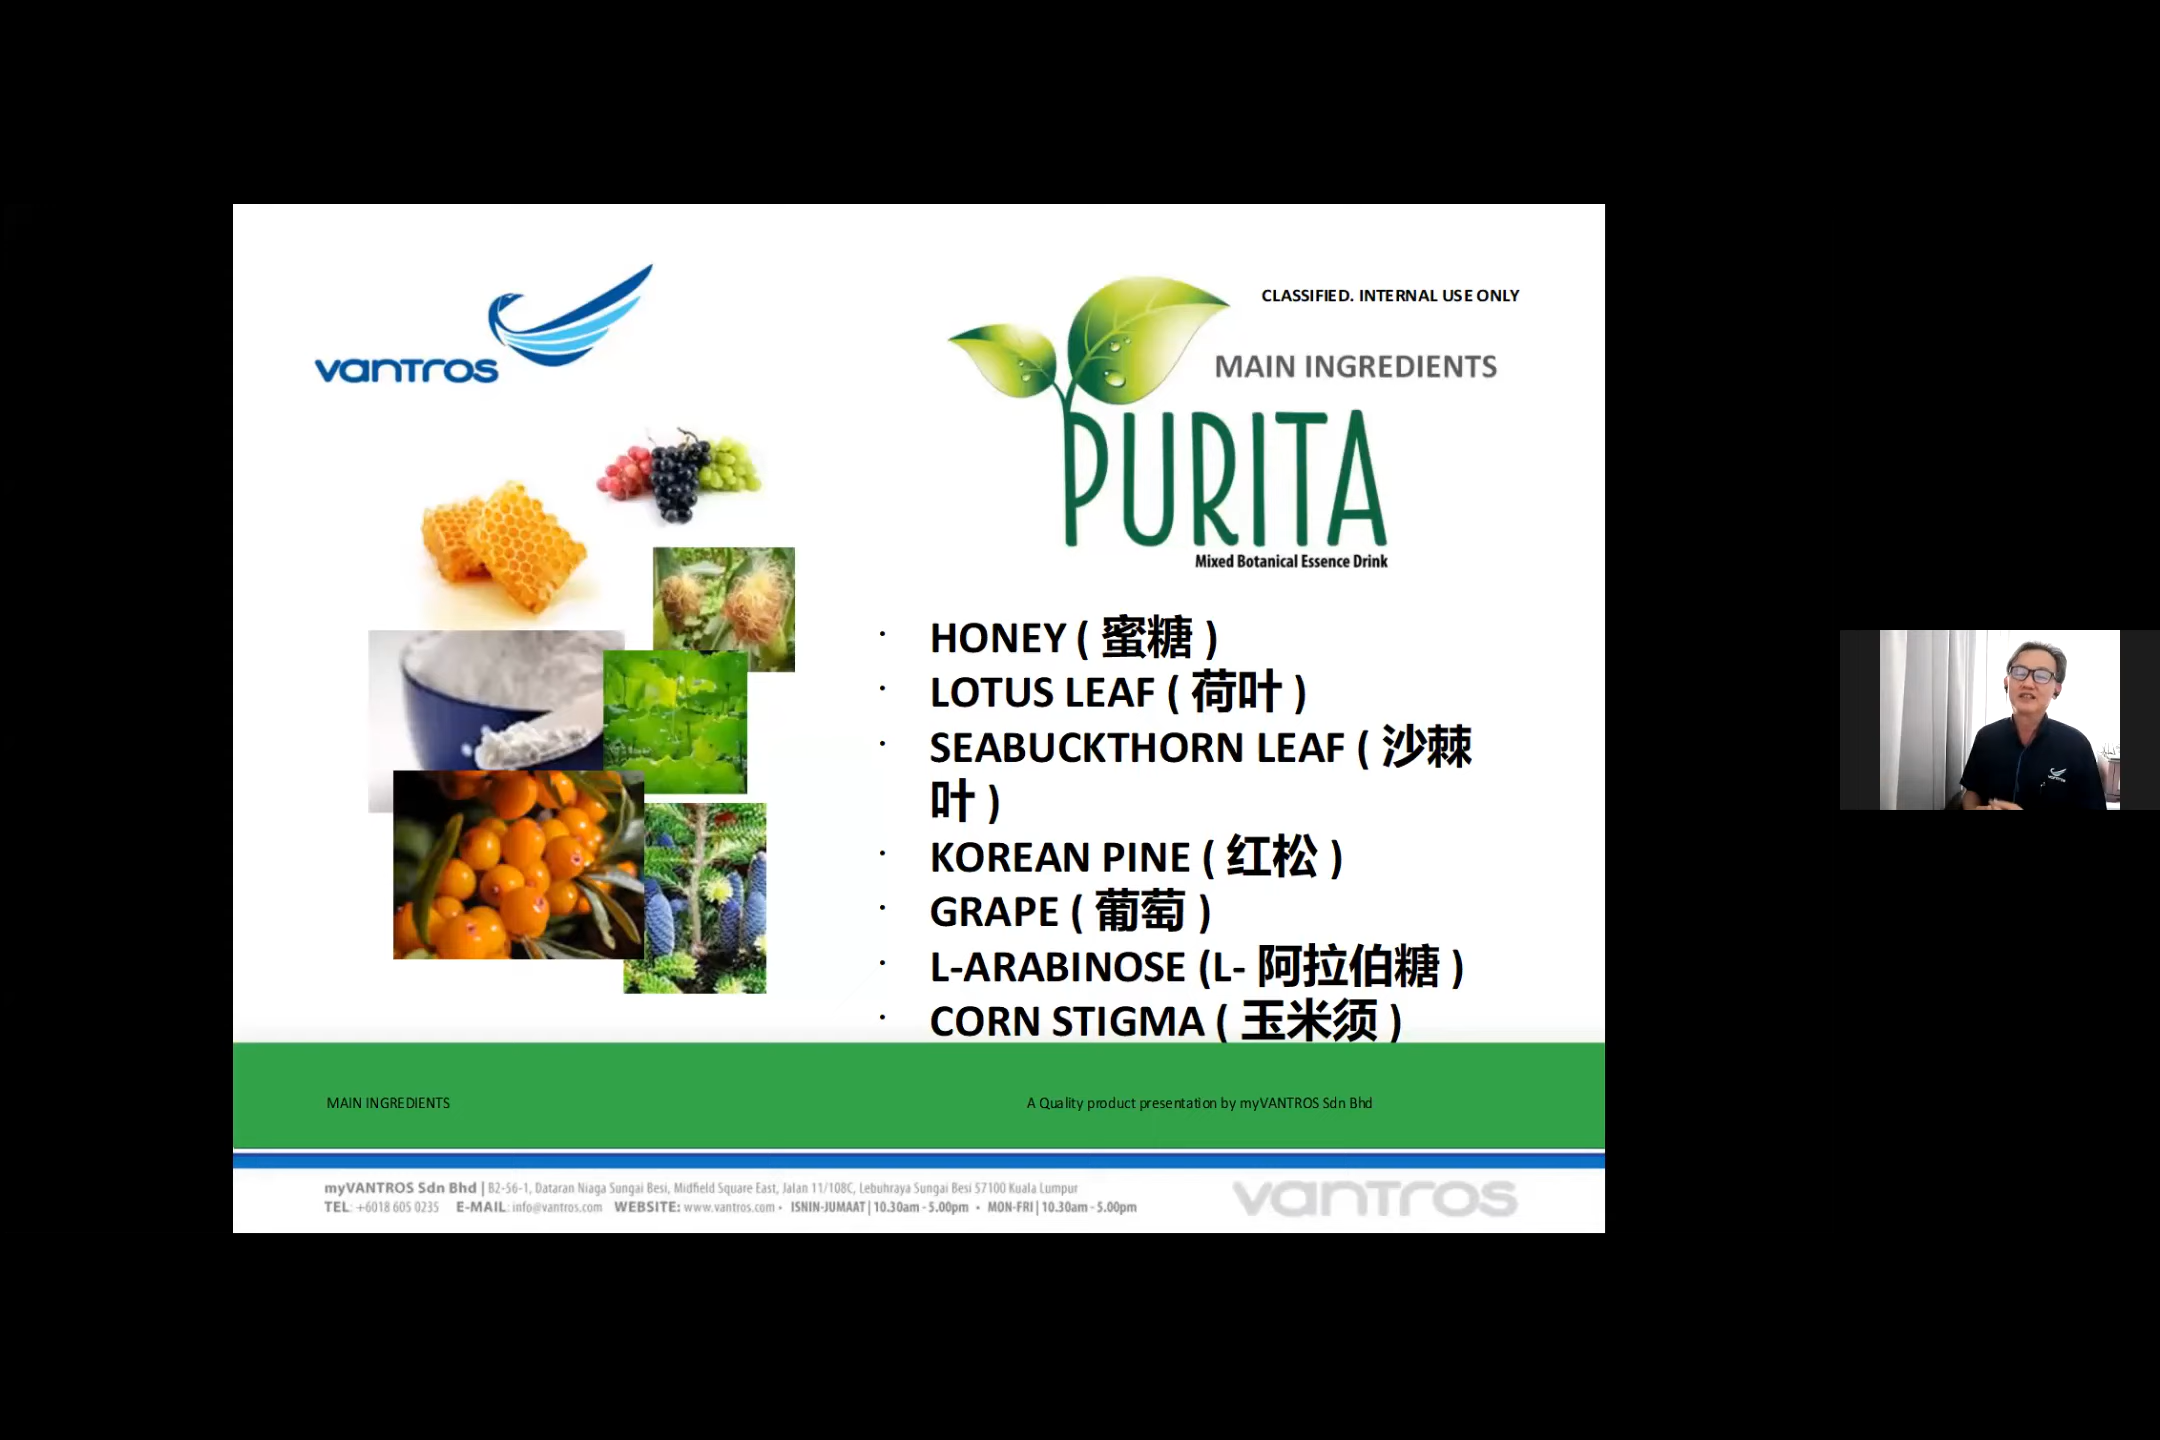 vantros
CLASSIFIED. INTERNAL USE ONLY
MAIN INGREDIENTS
PURITA
Mixed Botanical Essence Drink
· HONEY ( 蜜糖 )
· LOTUS LEAF ( 荷叶 )
· SEABUCKTHORN LEAF ( 沙棘
叶 )
· KOREAN PINE ( 红松 )
· GRAPE ( 葡萄 )
· L-ARABINOSE (L- 阿拉伯糖 )
· CORN STIGMA ( 玉米须 )
MAIN INGREDIENTS
A Quality product presentation by myVANTROS Sdn Bhd
myVANTROS Sdn Bhd | B2-56-1, Dataran Niaga Sungai Besi, Midfield Square East, Jalan 11/108C, Lebuhraya Sungai Besi 57100 Kuala Lumpur
TEL: +6018 605 0235 E-MAIL: info@vantros.com WEBSITE: www.vantros.com • ISNIN-JUMAAT | 10.30am - 5.00pm • MON-FRI | 10.30am - 5.00pm
vantros
vantros